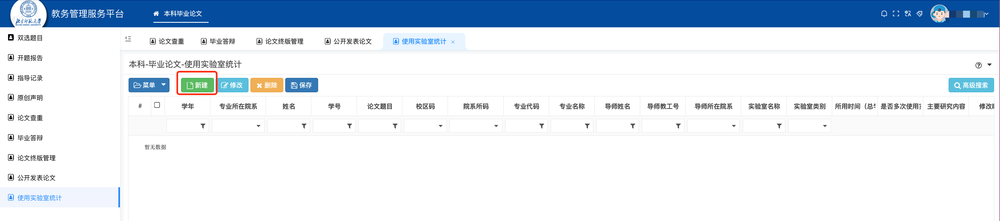 北京师范大学
BEIJING NORMAL UNIVERSITY
教务管理服务平台
本科毕业论文
双选题目
开题报告
指导记录
原创声明
论文查重
毕业答辩
论文终版管理
公开发表论文
使用实验室统计
论文查重 毕业答辩 论文终版管理 公开发表论文 使用实验室统计 ×
本科-毕业论文-使用实验室统计
菜单 新建 修改 删除 保存 高级搜索
# 学年 专业所在院系 姓名 学号 论文题目 校区码 院系所码 专业代码 专业名称 导师姓名 导师教工号 导师所在院系 实验室名称 实验室类别 所用时间（总 是否多次使用 主要研究内容 修改
暂无数据